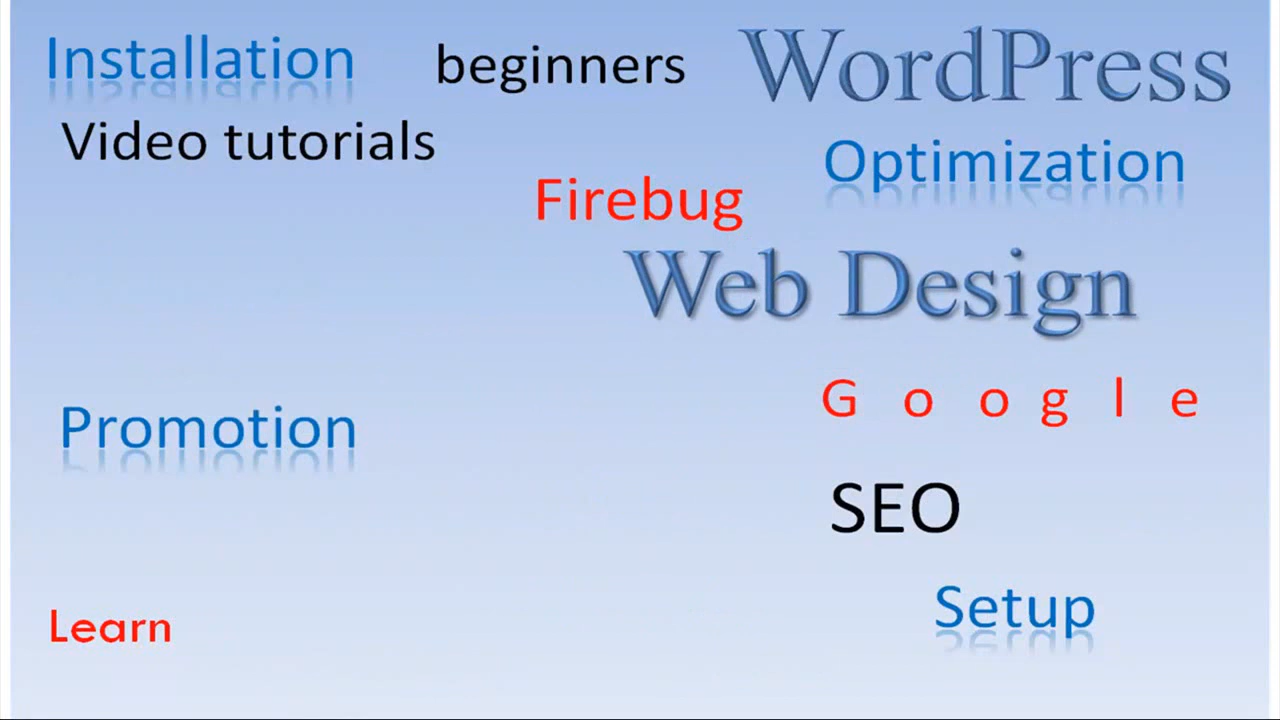 Installation
beginners
WordPress
Video tutorials
Optimization
Firebug
Web Design
G o o g l e
Promotion
SEO
Setup
Learn